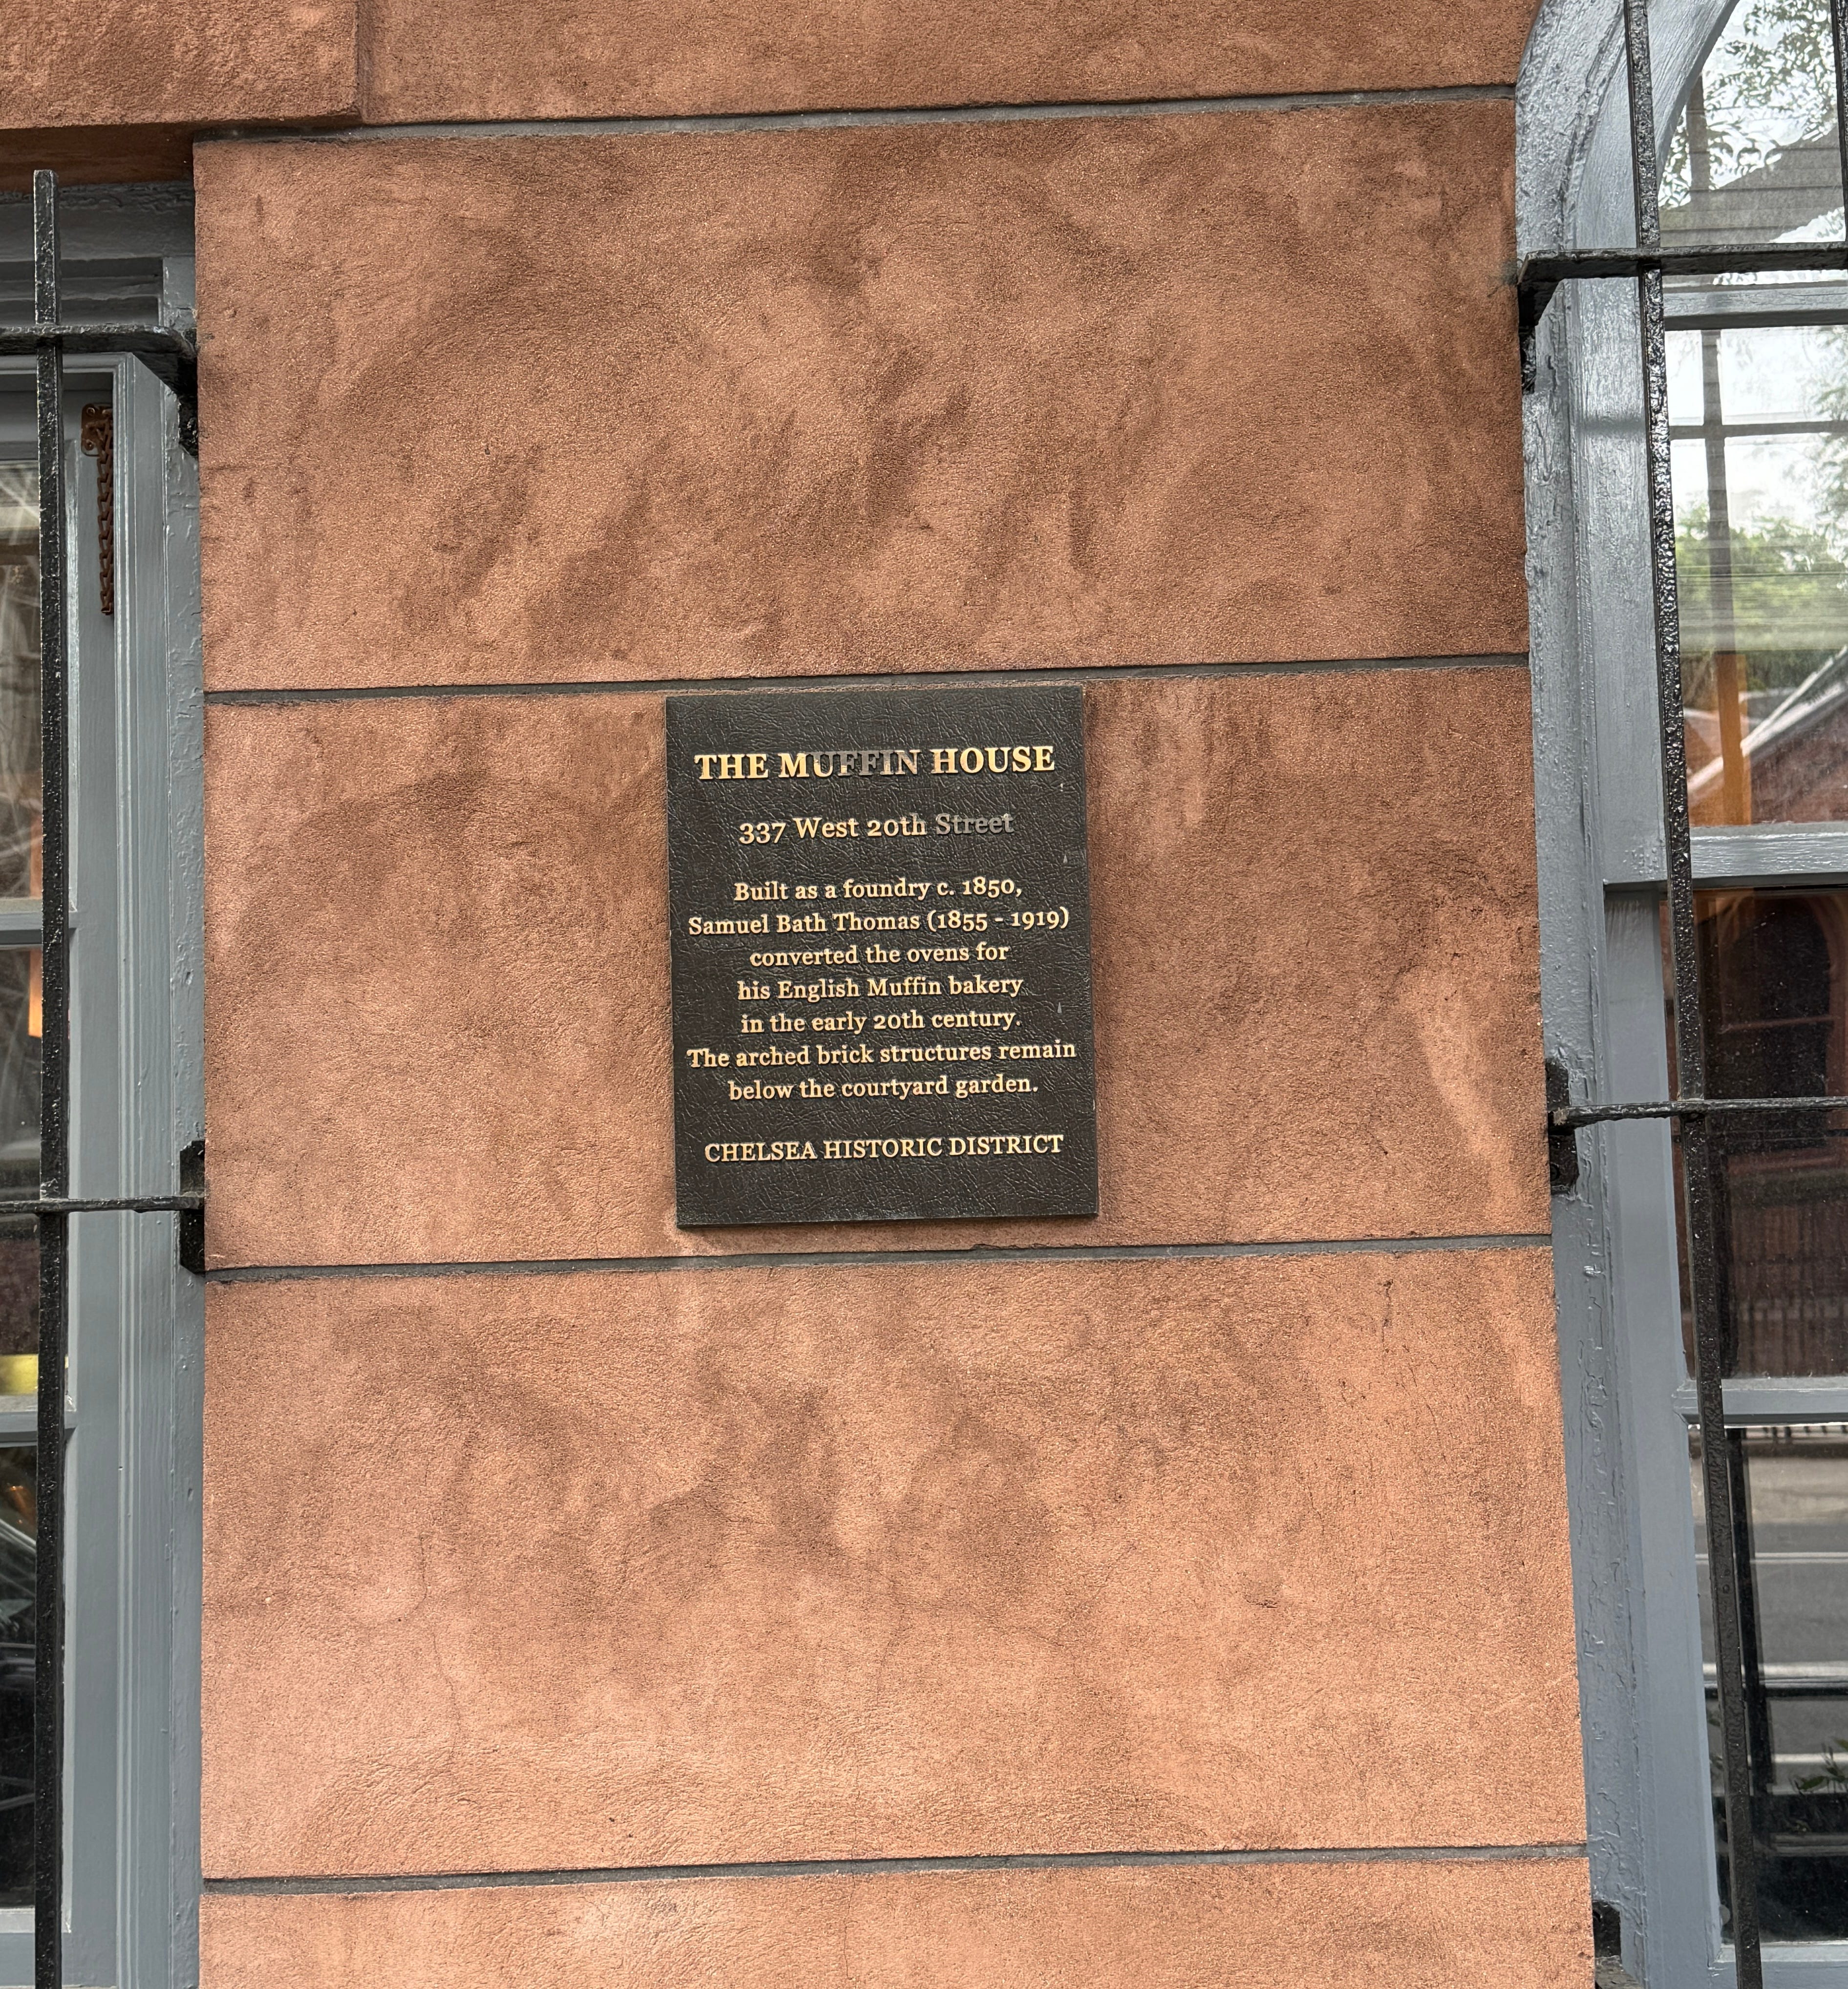 THE MUFFIN HOUSE
337 West 20th Street
Built as a foundry c. 1850,
Samuel Bath Thomas (1855 - 1919)
converted the ovens for
his English Muffin bakery
in the early 20th century.
The arched brick structures remain
below the courtyard garden.
CHELSEA HISTORIC DISTRICT